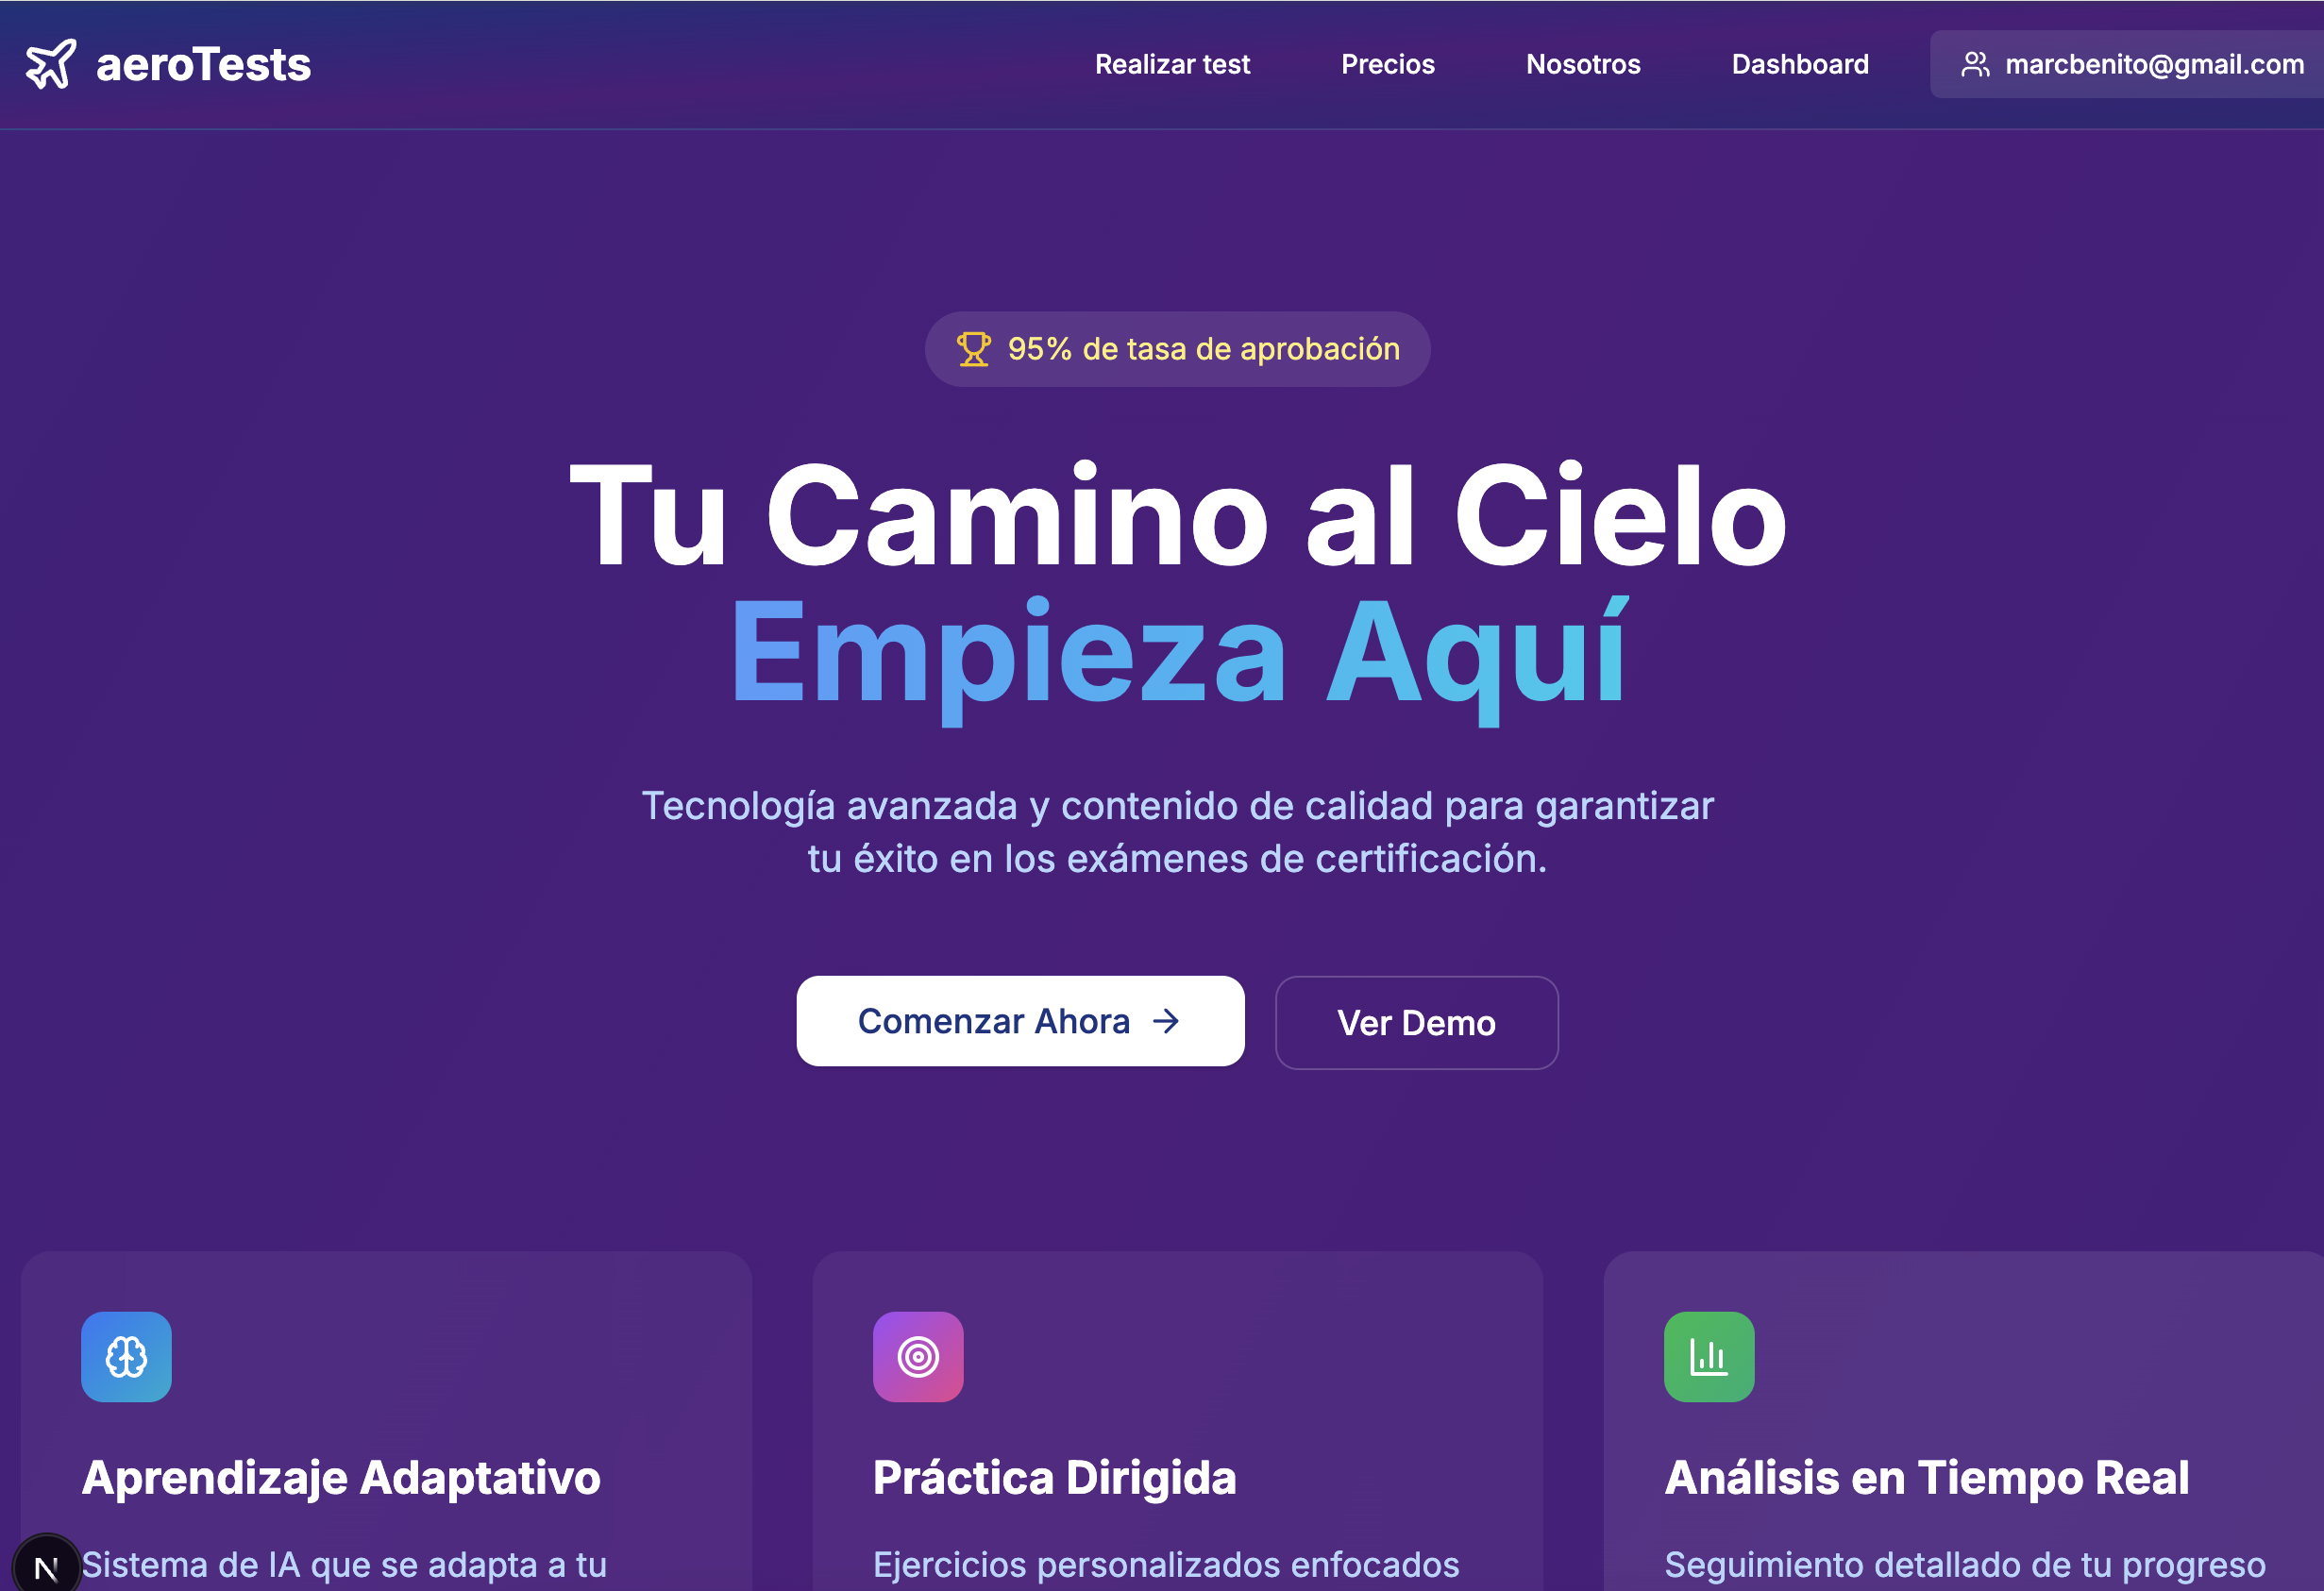 aeroTests
Realizar test
Precios
Nosotros
Dashboard
marcbenito@gmail.com
95% de tasa de aprobación
Tu Camino al Cielo
Empieza Aquí
Tecnología avanzada y contenido de calidad para garantizar
tu éxito en los exámenes de certificación.
Comenzar Ahora
Ver Demo
Aprendizaje Adaptativo
Sistema de IA que se adapta a tu
Práctica Dirigida
Ejercicios personalizados enfocados
Análisis en Tiempo Real
Seguimiento detallado de tu progreso
N